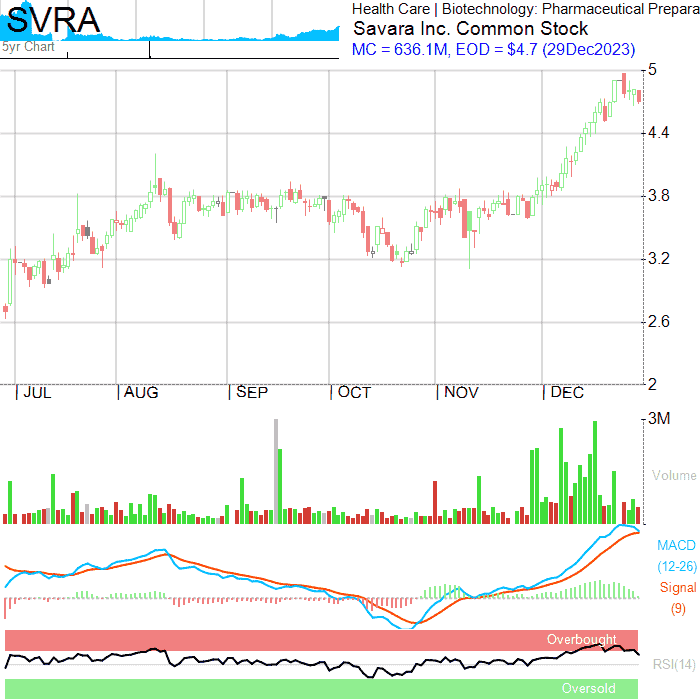 SVRA
5yr Chart
Health Care | Biotechnology: Pharmaceutical Prepara
Savara Inc. Common Stock
MC = 636.1M, EOD = $4.7 (29Dec2023)
5
4.4
3.8
3.2
2.6
2
JUL AUG SEP OCT NOV DEC
3M
Volume
MACD
(12-26)
Signal
(9)
Overbought
RSI(14)
Oversold